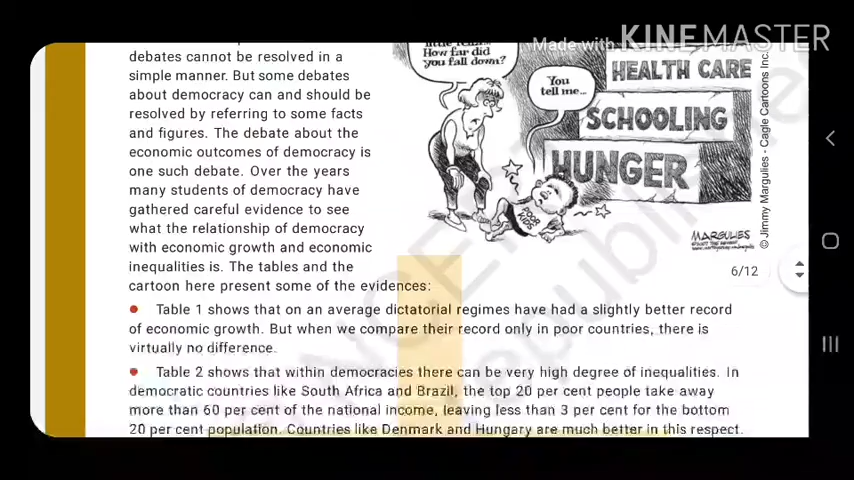 debates cannot be resolved in a
simple manner. But some debates
about democracy can and should be
resolved by referring to some facts
and figures. The debate about the
economic outcomes of democracy is
one such debate. Over the years
many students of democracy have
gathered careful evidence to see
what the relationship of democracy
with economic growth and economic
inequalities is. The tables and the
cartoon here present some of the evidences:
How far did
you fall down?
You
tell me...
HEALTH CARE
SCHOOLING
HUNGER
POOR
KIDS
MARGULIES
© Jimmy Margulies - Cagle Cartoons Inc.
Made with KINEMASTER
6/12
• Table 1 shows that on an average dictatorial regimes have had a slightly better record
of economic growth. But when we compare their record only in poor countries, there is
virtually no difference.
• Table 2 shows that within democracies there can be very high degree of inequalities. In
democratic countries like South Africa and Brazil, the top 20 per cent people take away
more than 60 per cent of the national income, leaving less than 3 per cent for the bottom
20 per cent population. Countries like Denmark and Hungary are much better in this respect.